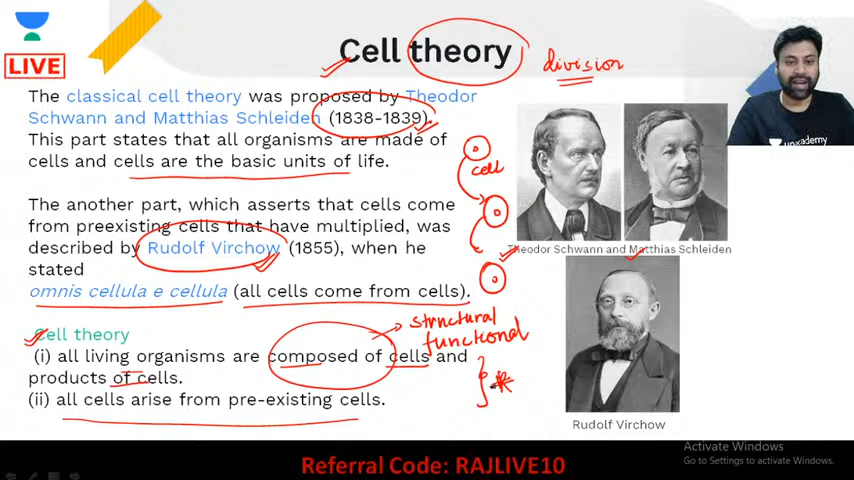 LIVE
Cell theory
division
The classical cell theory was proposed by Theodor
Schwann and Matthias Schleiden (1838-1839).
This part states that all organisms are made of
cells and cells are the basic units of life.
cell
unacademy
The another part, which asserts that cells come
from preexisting cells that have multiplied, was
described by Rudolf Virchow (1855), when he
stated
omnis cellula e cellula (all cells come from cells).
Theodor Schwann and Matthias Schleiden
Cell theory
structural
functional
(i) all living organisms are composed of cells and
products of cells.
(ii) all cells arise from pre-existing cells.
Rudolf Virchow
Activate Windows
Go to Settings to activate Windows.
Referral Code: RAJLIVE10